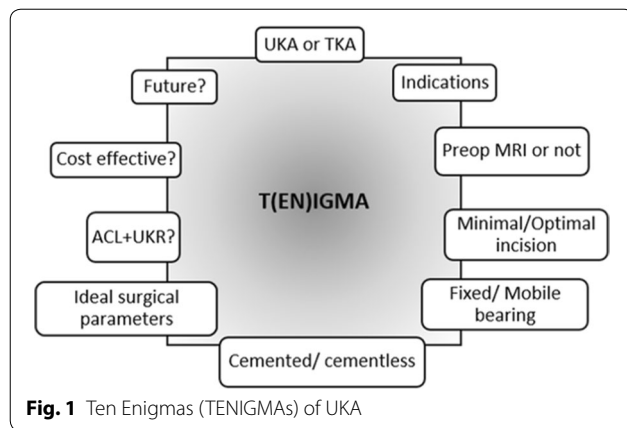 UKA or TKA
Future?
Indications
Cost effective?
Preop MRI or not
T(EN)IGMA
ACL+UKR?
Minimal/Optimal
incision
Ideal surgical
parameters
Fixed/ Mobile
bearing
Cemented/ cementless
Fig. 1 Ten Enigmas (TENIGMAs) of UKA